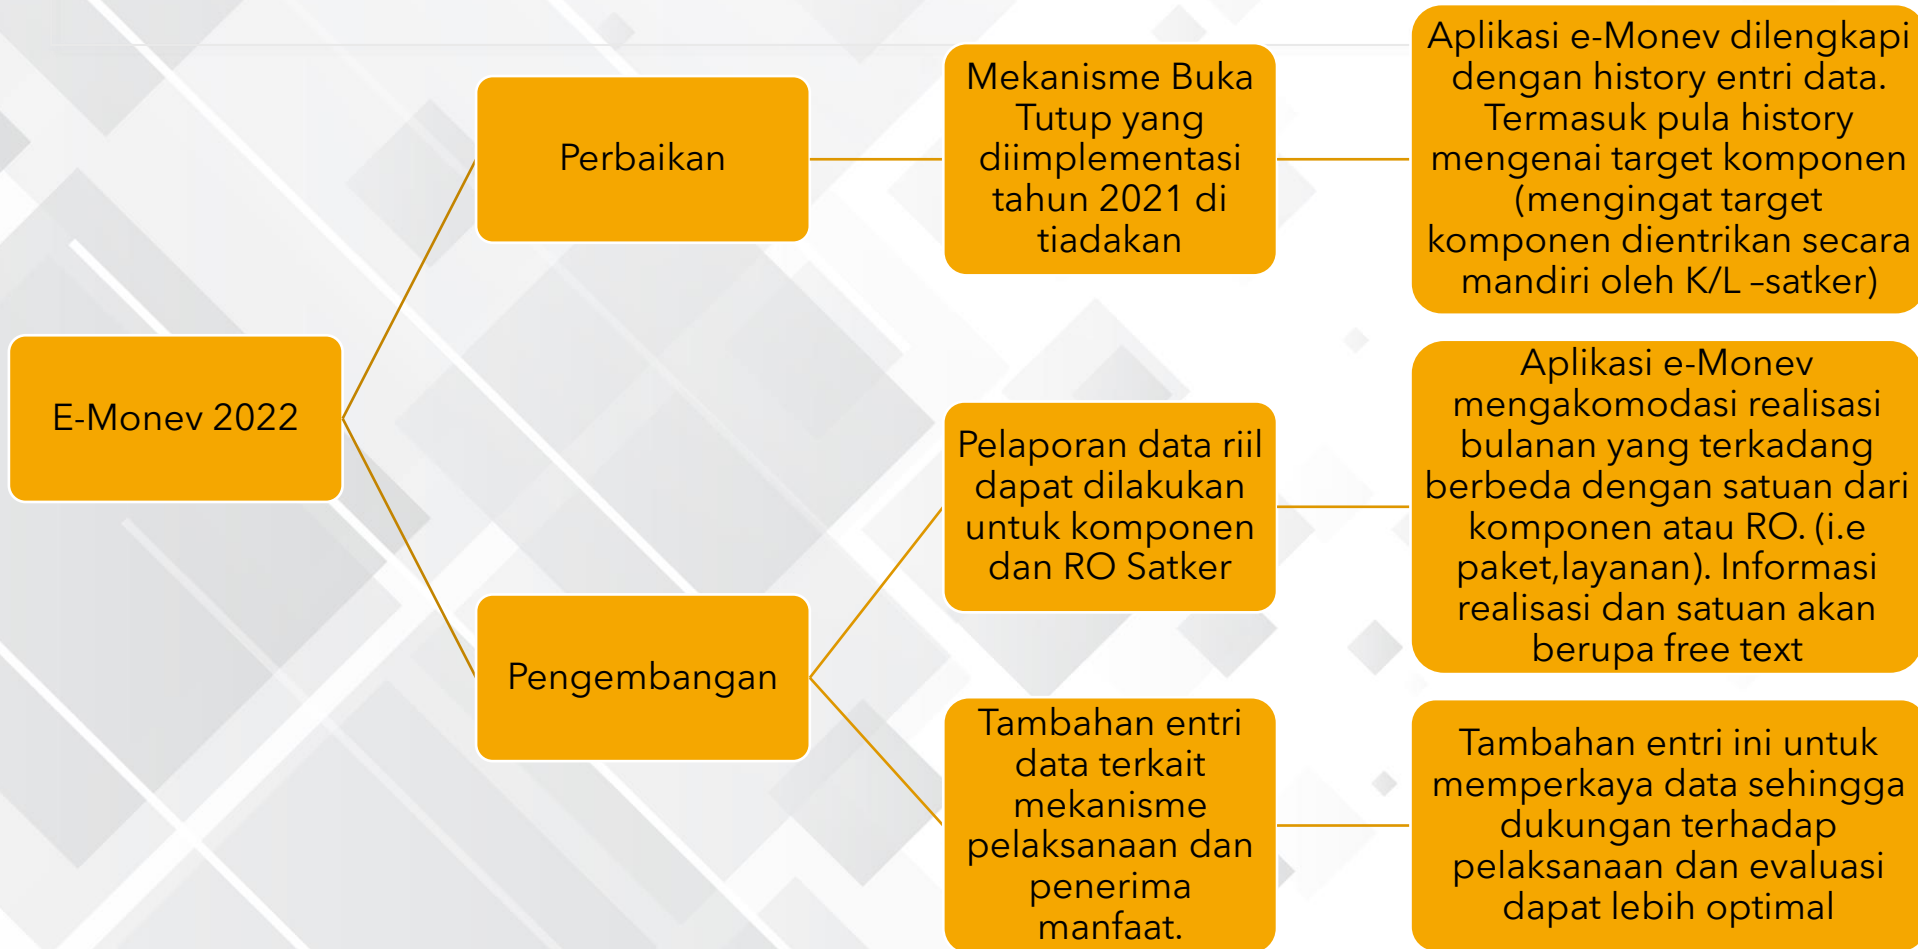 E-Monev 2022
Perbaikan
Mekanisme Buka
Tutup yang
diimplementasi
tahun 2021 di
tiadakan
Aplikasi e-Monev dilengkapi
dengan history entri data.
Termasuk pula history
mengenai target komponen
(mengingat target
komponen dientrikan secara
mandiri oleh K/L –satker)
Pengembangan
Pelaporan data riil
dapat dilakukan
untuk komponen
dan RO Satker
Aplikasi e-Monev
mengakomodasi realisasi
bulanan yang terkadang
berbeda dengan satuan dari
komponen atau RO. (i.e
paket,layanan). Informasi
realisasi dan satuan akan
berupa free text
Tambahan entri
data terkait
mekanisme
pelaksanaan dan
penerima
manfaat.
Tambahan entri ini untuk
memperkaya data sehingga
dukungan terhadap
pelaksanaan dan evaluasi
dapat lebih optimal